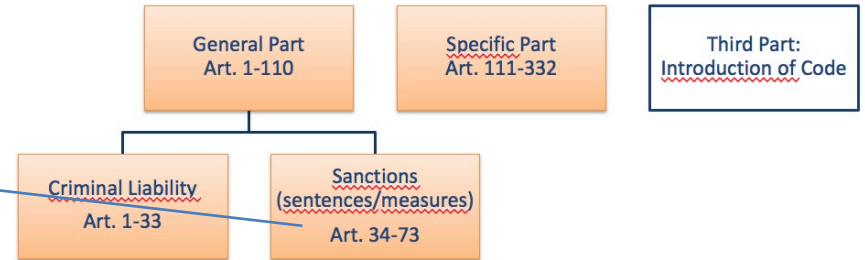 General Part
Art. 1-110
Specific Part
Art. 111-332
Third Part:
Introduction of Code
Criminal Liability
Art. 1-33
Sanctions
(sentences/measures)
Art. 34-73